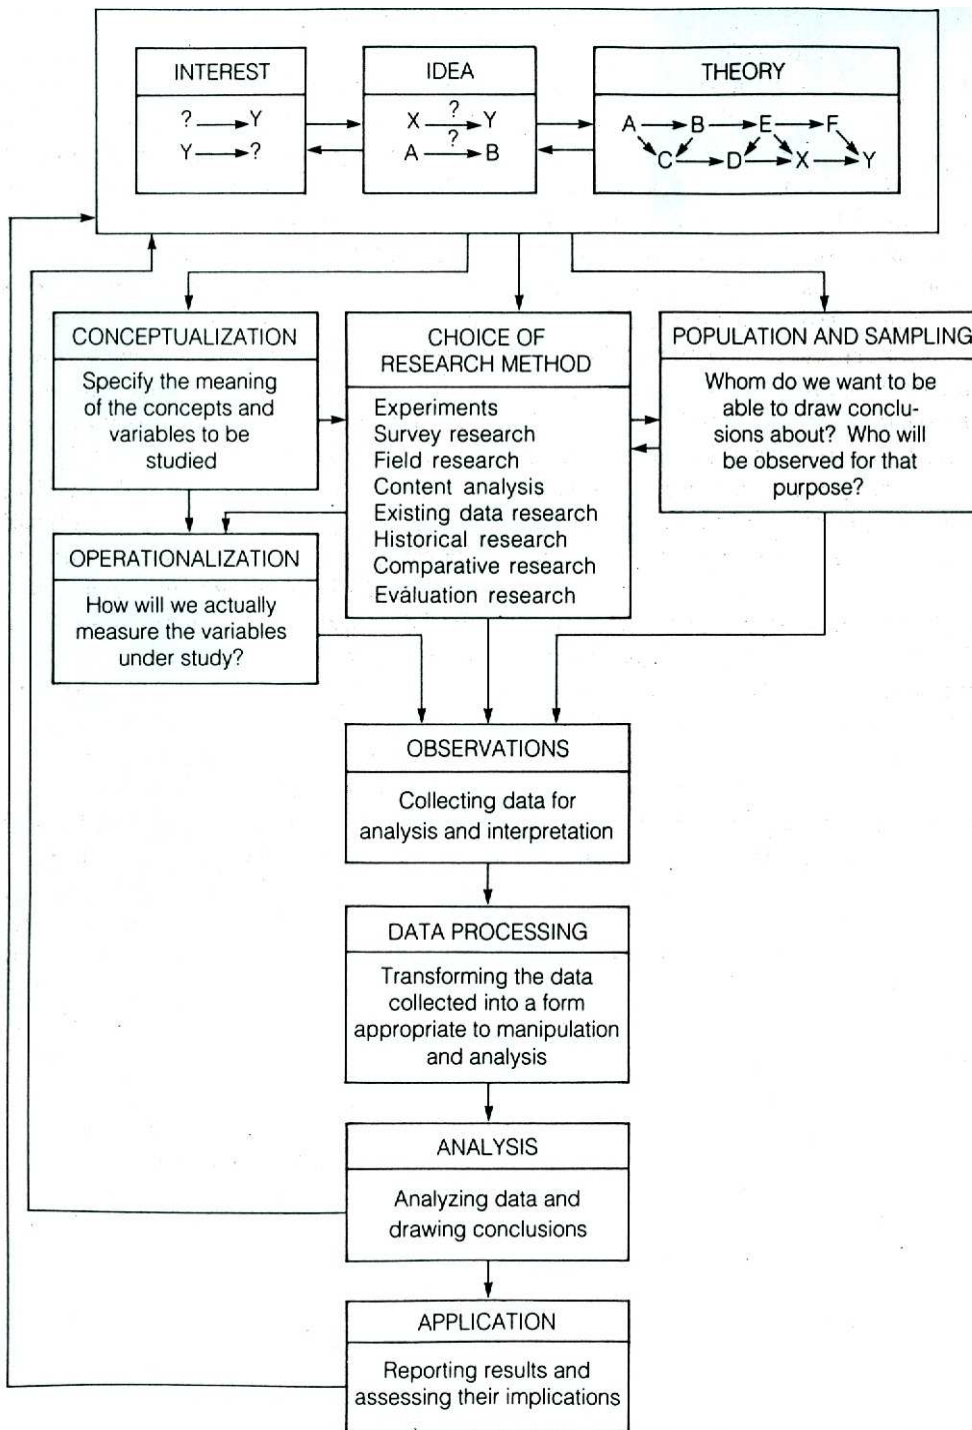 INTEREST
? Y
Y ?
IDEA
?
X Y
?
A B
THEORY
A B E F
C D X Y
CONCEPTUALIZATION
Specify the meaning
of the concepts and
variables to be
studied
CHOICE OF
RESEARCH METHOD
Experiments
Survey research
Field research
Content analysis
Existing data research
Historical research
Comparative research
Evaluation research
POPULATION AND SAMPLING
Whom do we want to be
able to draw conclu-
sions about? Who will
be observed for that
purpose?
OPERATIONALIZATION
How will we actually
measure the variables
under study?
OBSERVATIONS
Collecting data for
analysis and interpretation
DATA PROCESSING
Transforming the data
collected into a form
appropriate to manipulation
and analysis
ANALYSIS
Analyzing data and
drawing conclusions
APPLICATION
Reporting results and
assessing their implications